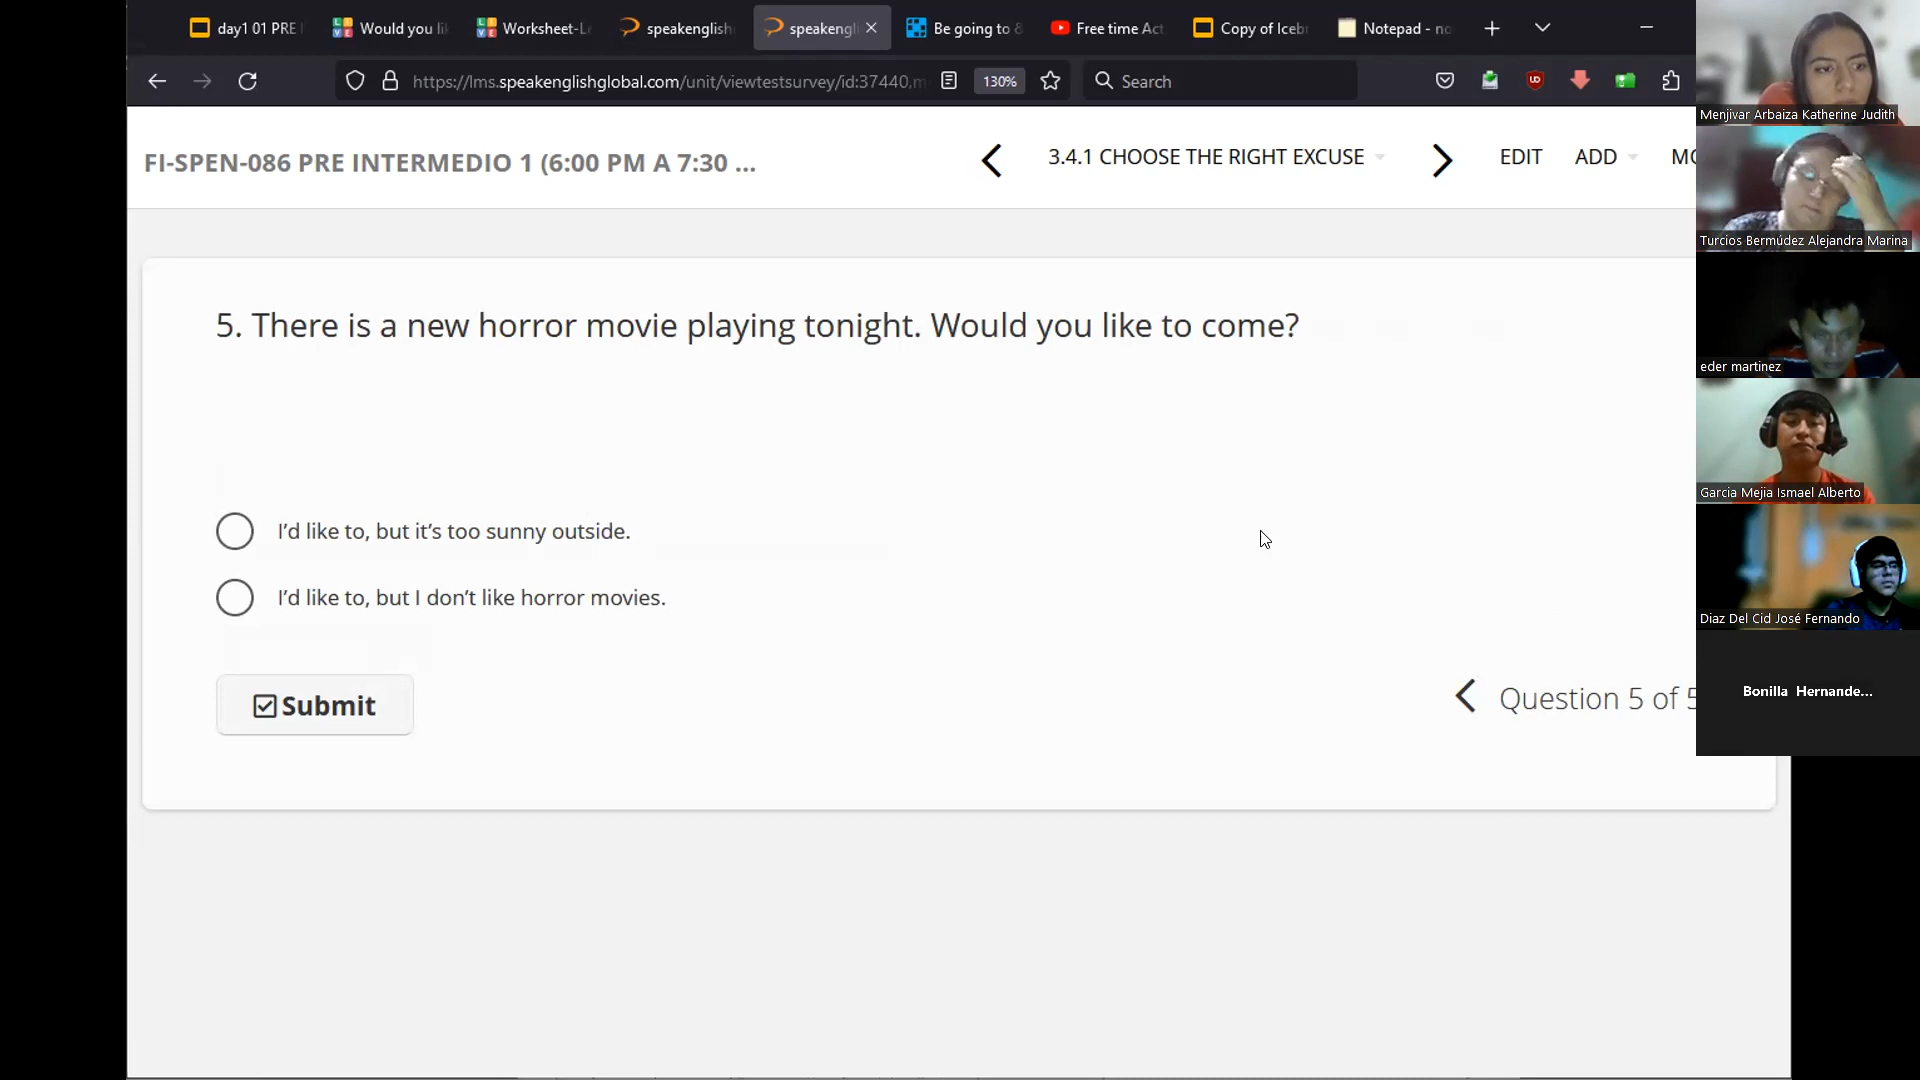 day1 01 PRE I
Would you li
Worksheet-L
speakenglish
speakengl
Be going to &
Free time Act
Copy of Iceb
Notepad - no
https://lms.speakenglishglobal.com/unit/viewtestsurvey/id:37440,m
130%
Search
FI-SPEN-086 PRE INTERMEDIO 1 (6:00 PM A 7:30 ...
3.4.1 CHOOSE THE RIGHT EXCUSE
EDIT
ADD
MO
5. There is a new horror movie playing tonight. Would you like to come?
I’d like to, but it’s too sunny outside.
I’d like to, but I don’t like horror movies.
Submit
Question 5 of 5
Menjivar Arbaiza Katherine Judith
Turcios Bermúdez Alejandra Marina
eder martinez
Garcia Mejia Ismael Alberto
Diaz Del Cid José Fernando
Bonilla Hernande...